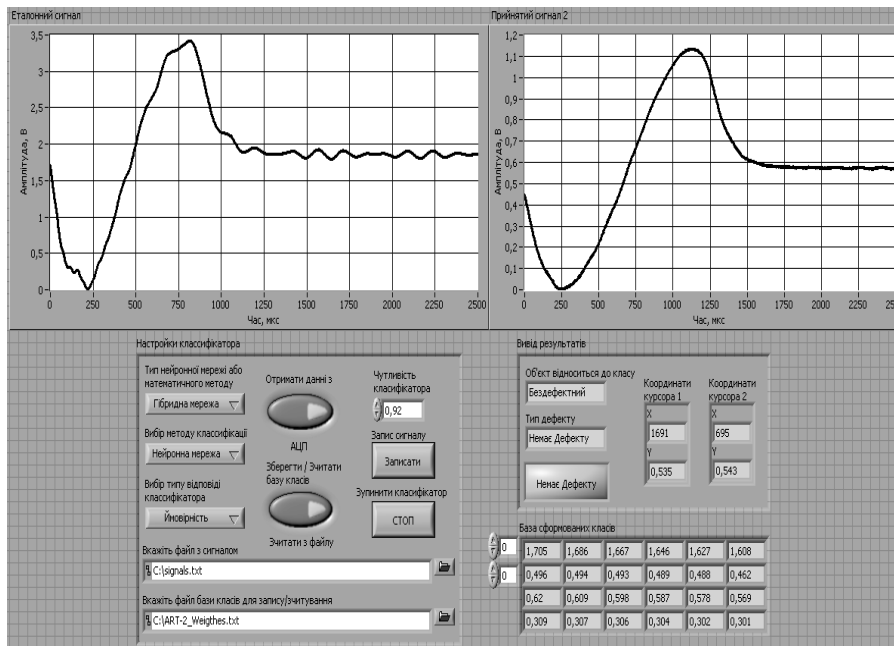 Еталонний сигнал
3,5
3
2,5
2
1,5
1
0,5
0
Амплітуда, В
0 250 500 750 1000 1250 1500 1750 2000 2250 2500
Час, мкс
Прийнятий сигнал 2
1,2
1,1
1
0,9
0,8
0,7
0,6
0,5
0,4
0,3
0,2
0,1
0
Амплітуда, В
0 250 500 750 1000 1250 1500 1750 2000 2250
Час, мкс
Настройки классифікатора
Тип нейронної мережі або
математичного методу
Гібридна мережа
Вибір методу классифікації
Нейронна мережа
Вибір типу відповіді
классифікатора
Ймовірність
Отримати данні з
АЦП
Зберегти / Зчитати
базу класів
Зчитати з файлу
Чутливість
класифікатора
0,92
Запис сигналу
Записати
Зупинити класифікатор
СТОП
Вкажіть файл з сигналом
C:\signals.txt
Вкажіть файл бази класів для запису/зчитування
C:\ART-2_Weigthes.txt
Вивід результатів
Об'єкт відноситься до класу
Бездефектний
Тип дефекту
Немає Дефекту
Немає Дефекту
Координати
курсора 1
X
1691
Y
0,535
Координати
курсора 2
X
695
Y
0,543
База сформованих класів
0
0
1,705 1,686 1,667 1,646 1,627 1,608
0,496 0,494 0,493 0,489 0,488 0,462
0,62 0,609 0,598 0,587 0,578 0,569
0,309 0,307 0,306 0,304 0,302 0,301